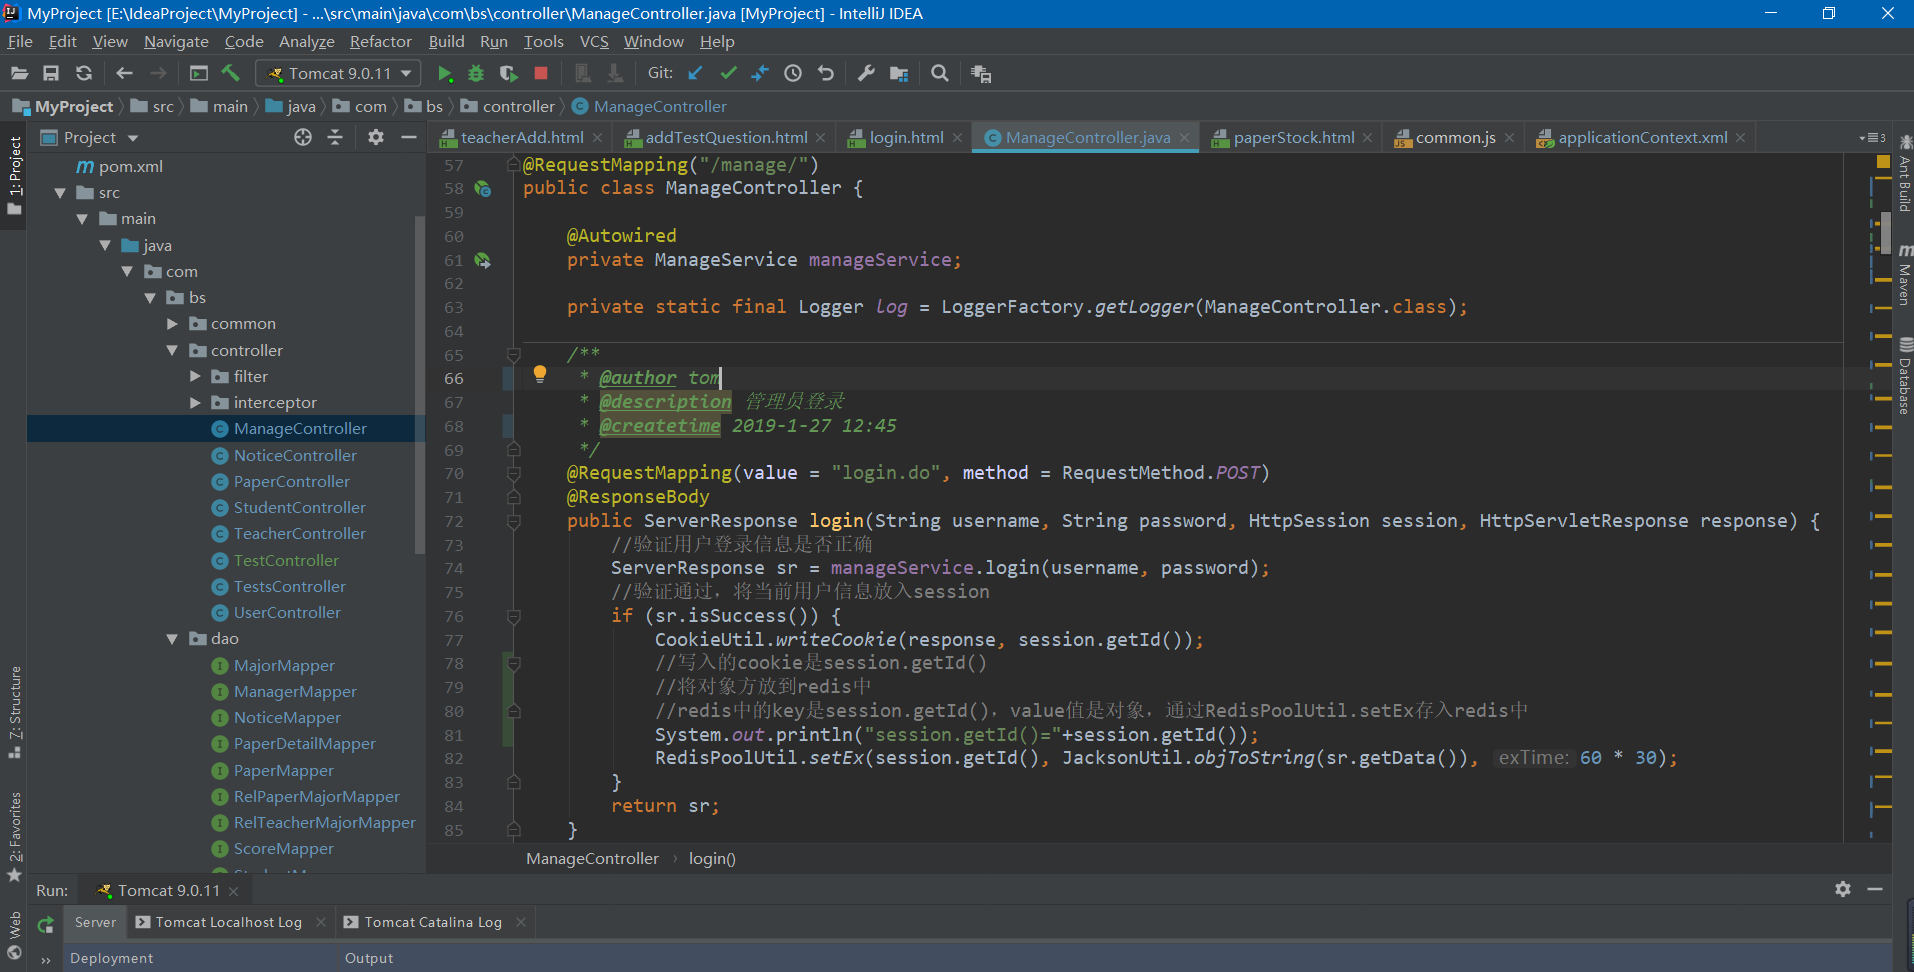 MyProject [E:\IdeaProject\MyProject] - ...\src\main\java\com\bs\controller\ManageController.java [MyProject] - IntelliJ IDEA
File Edit View Navigate Code Analyze Refactor Build Run Tools VCS Window Help
Tomcat 9.0.11 Git:
MyProject src main java com bs controller ManageController
Project
teacherAdd.html addTestQuestion.html login.html ManageController.java paperStock.html common.js applicationContext.xml 3
1: Project
7: Structure
2: Favorites
Web
pom.xml
src
main
java
com
bs
common
controller
filter
interceptor
ManageController
NoticeController
PaperController
StudentController
TeacherController
TestController
TestsController
UserController
dao
MajorMapper
ManagerMapper
NoticeMapper
PaperDetailMapper
PaperMapper
RelPaperMajorMapper
RelTeacherMajorMapper
ScoreMapper
57 @RequestMapping("/manage/")
58 public class ManageController {
59
60 @Autowired
61 private ManageService manageService;
62
63 private static final Logger log = LoggerFactory.getLogger(ManageController.class);
64
65 /**
66 * @author tom
67 * @description 管理员登录
68 * @createtime 2019-1-27 12:45
69 */
70 @RequestMapping(value = "login.do", method = RequestMethod.POST)
71 @ResponseBody
72 public ServerResponse login(String username, String password, HttpSession session, HttpServletResponse response) {
73 //验证用户登录信息是否正确
74 ServerResponse sr = manageService.login(username, password);
75 //验证通过，将当前用户信息放入session
76 if (sr.isSuccess()) {
77 CookieUtil.writeCookie(response, session.getId());
78 //写入的cookie是session.getId()
79 //将对象方放到redis中
80 //redis中的key是session.getId()，value值是对象，通过RedisPoolUtil.setEx存入redis中
81 System.out.println("session.getId()="+session.getId());
82 RedisPoolUtil.setEx(session.getId(), JacksonUtil.objToString(sr.getData()), exTime: 60 * 30);
83 }
84 return sr;
85 }
ManageController › login()
Ant Build
Maven
Database
Run: Tomcat 9.0.11
Server Tomcat Localhost Log Tomcat Catalina Log
Deployment Output